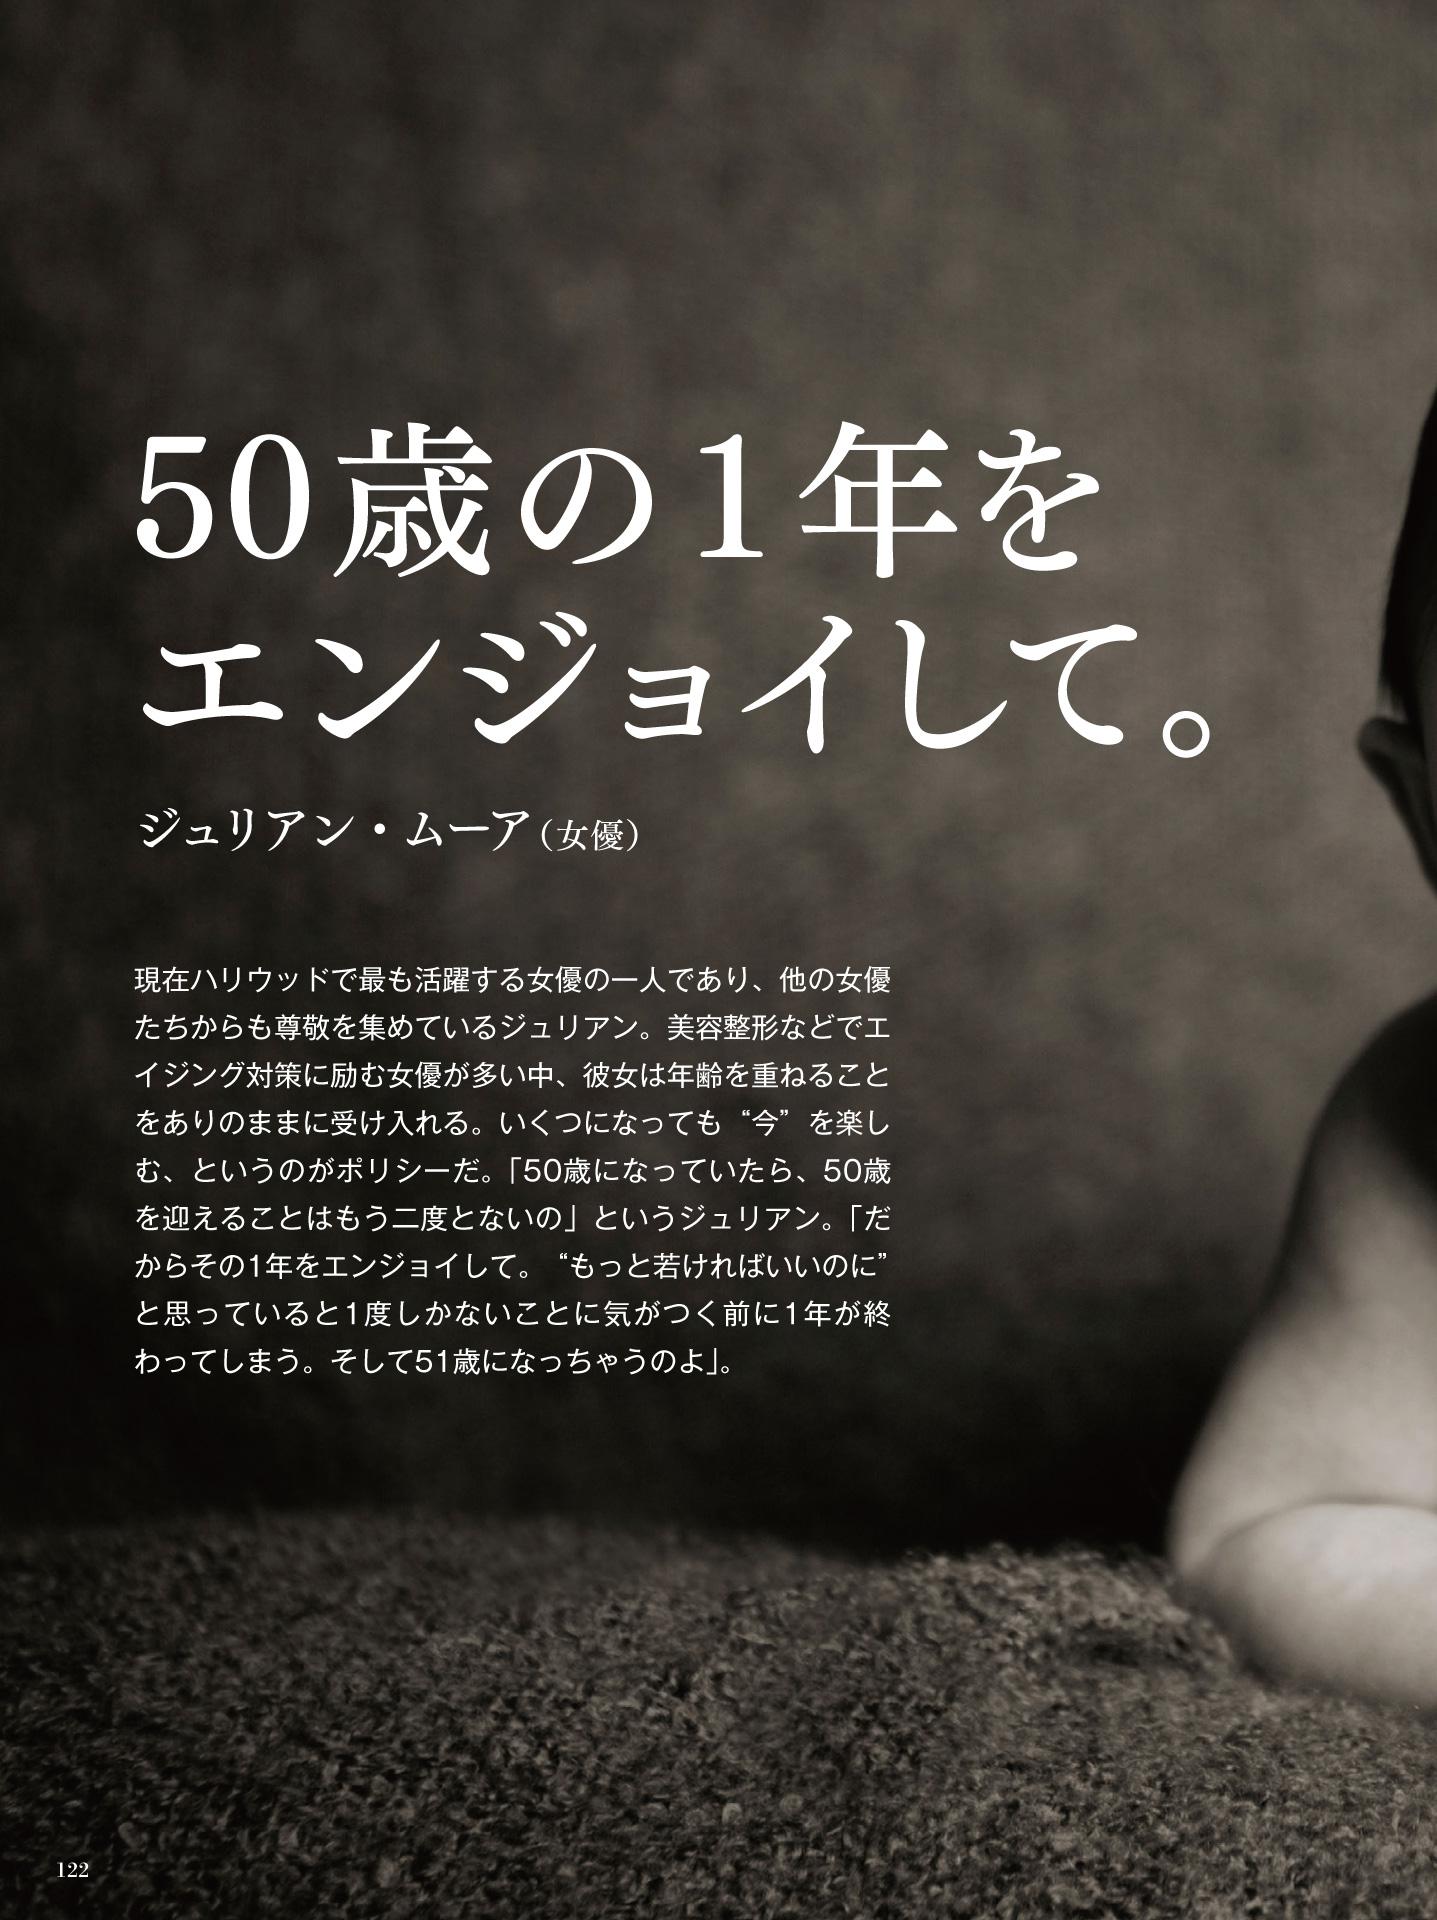 50歳の1年を
エンジョイして。
ジュリアン・ムーア（女優）
現在ハリウッドで最も活躍する女優の一人であり、他の女優
たちからも尊敬を集めているジュリアン。美容整形などでエ
イジング対策に励む女優が多い中、彼女は年齢を重ねること
をありのままに受け入れる。いくつになっても“今”を楽し
む、というのがポリシーだ。「50歳になっていたら、50歳
を迎えることはもう二度とないの」というジュリアン。「だ
からその1年をエンジョイして。“もっと若ければいいのに”
と思っていると1度しかないことに気がつく前に1年が終
わってしまう。そして51歳になっちゃうのよ」。
122